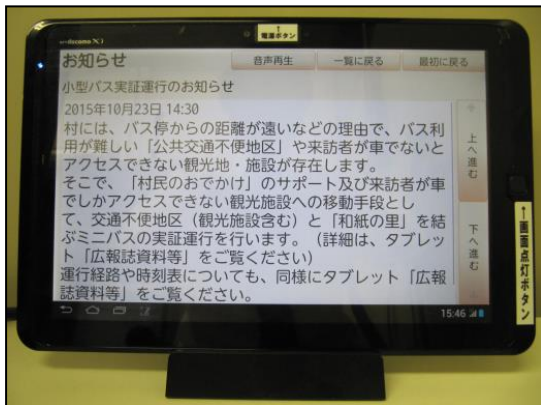 docomo Xi
↑
電源ボタン
お知らせ
音声再生
一覧に戻る
最初に戻る
小型バス実証運行のお知らせ
2015年10月23日 14:30
村には、バス停からの距離が遠いなどの理由で、バス利
用が難しい「公共交通不便地区」や来訪者が車でないと
アクセスできない観光地・施設が存在します。
そこで、「村民のおでかけ」のサポート及び来訪者が車
でしかアクセスできない観光施設への移動手段とし
て、交通不便地区（観光施設含む）と「和紙の里」を結
ぶミニバスの実証運行を行います。（詳細は、タブレッ
ト「広報誌資料等」をご覧ください）
運行経路や時刻表についても、同様にタブレット「広報
誌資料等」をご覧ください。
上へ進む
下へ進む
↑画面点灯ボタン
15:46